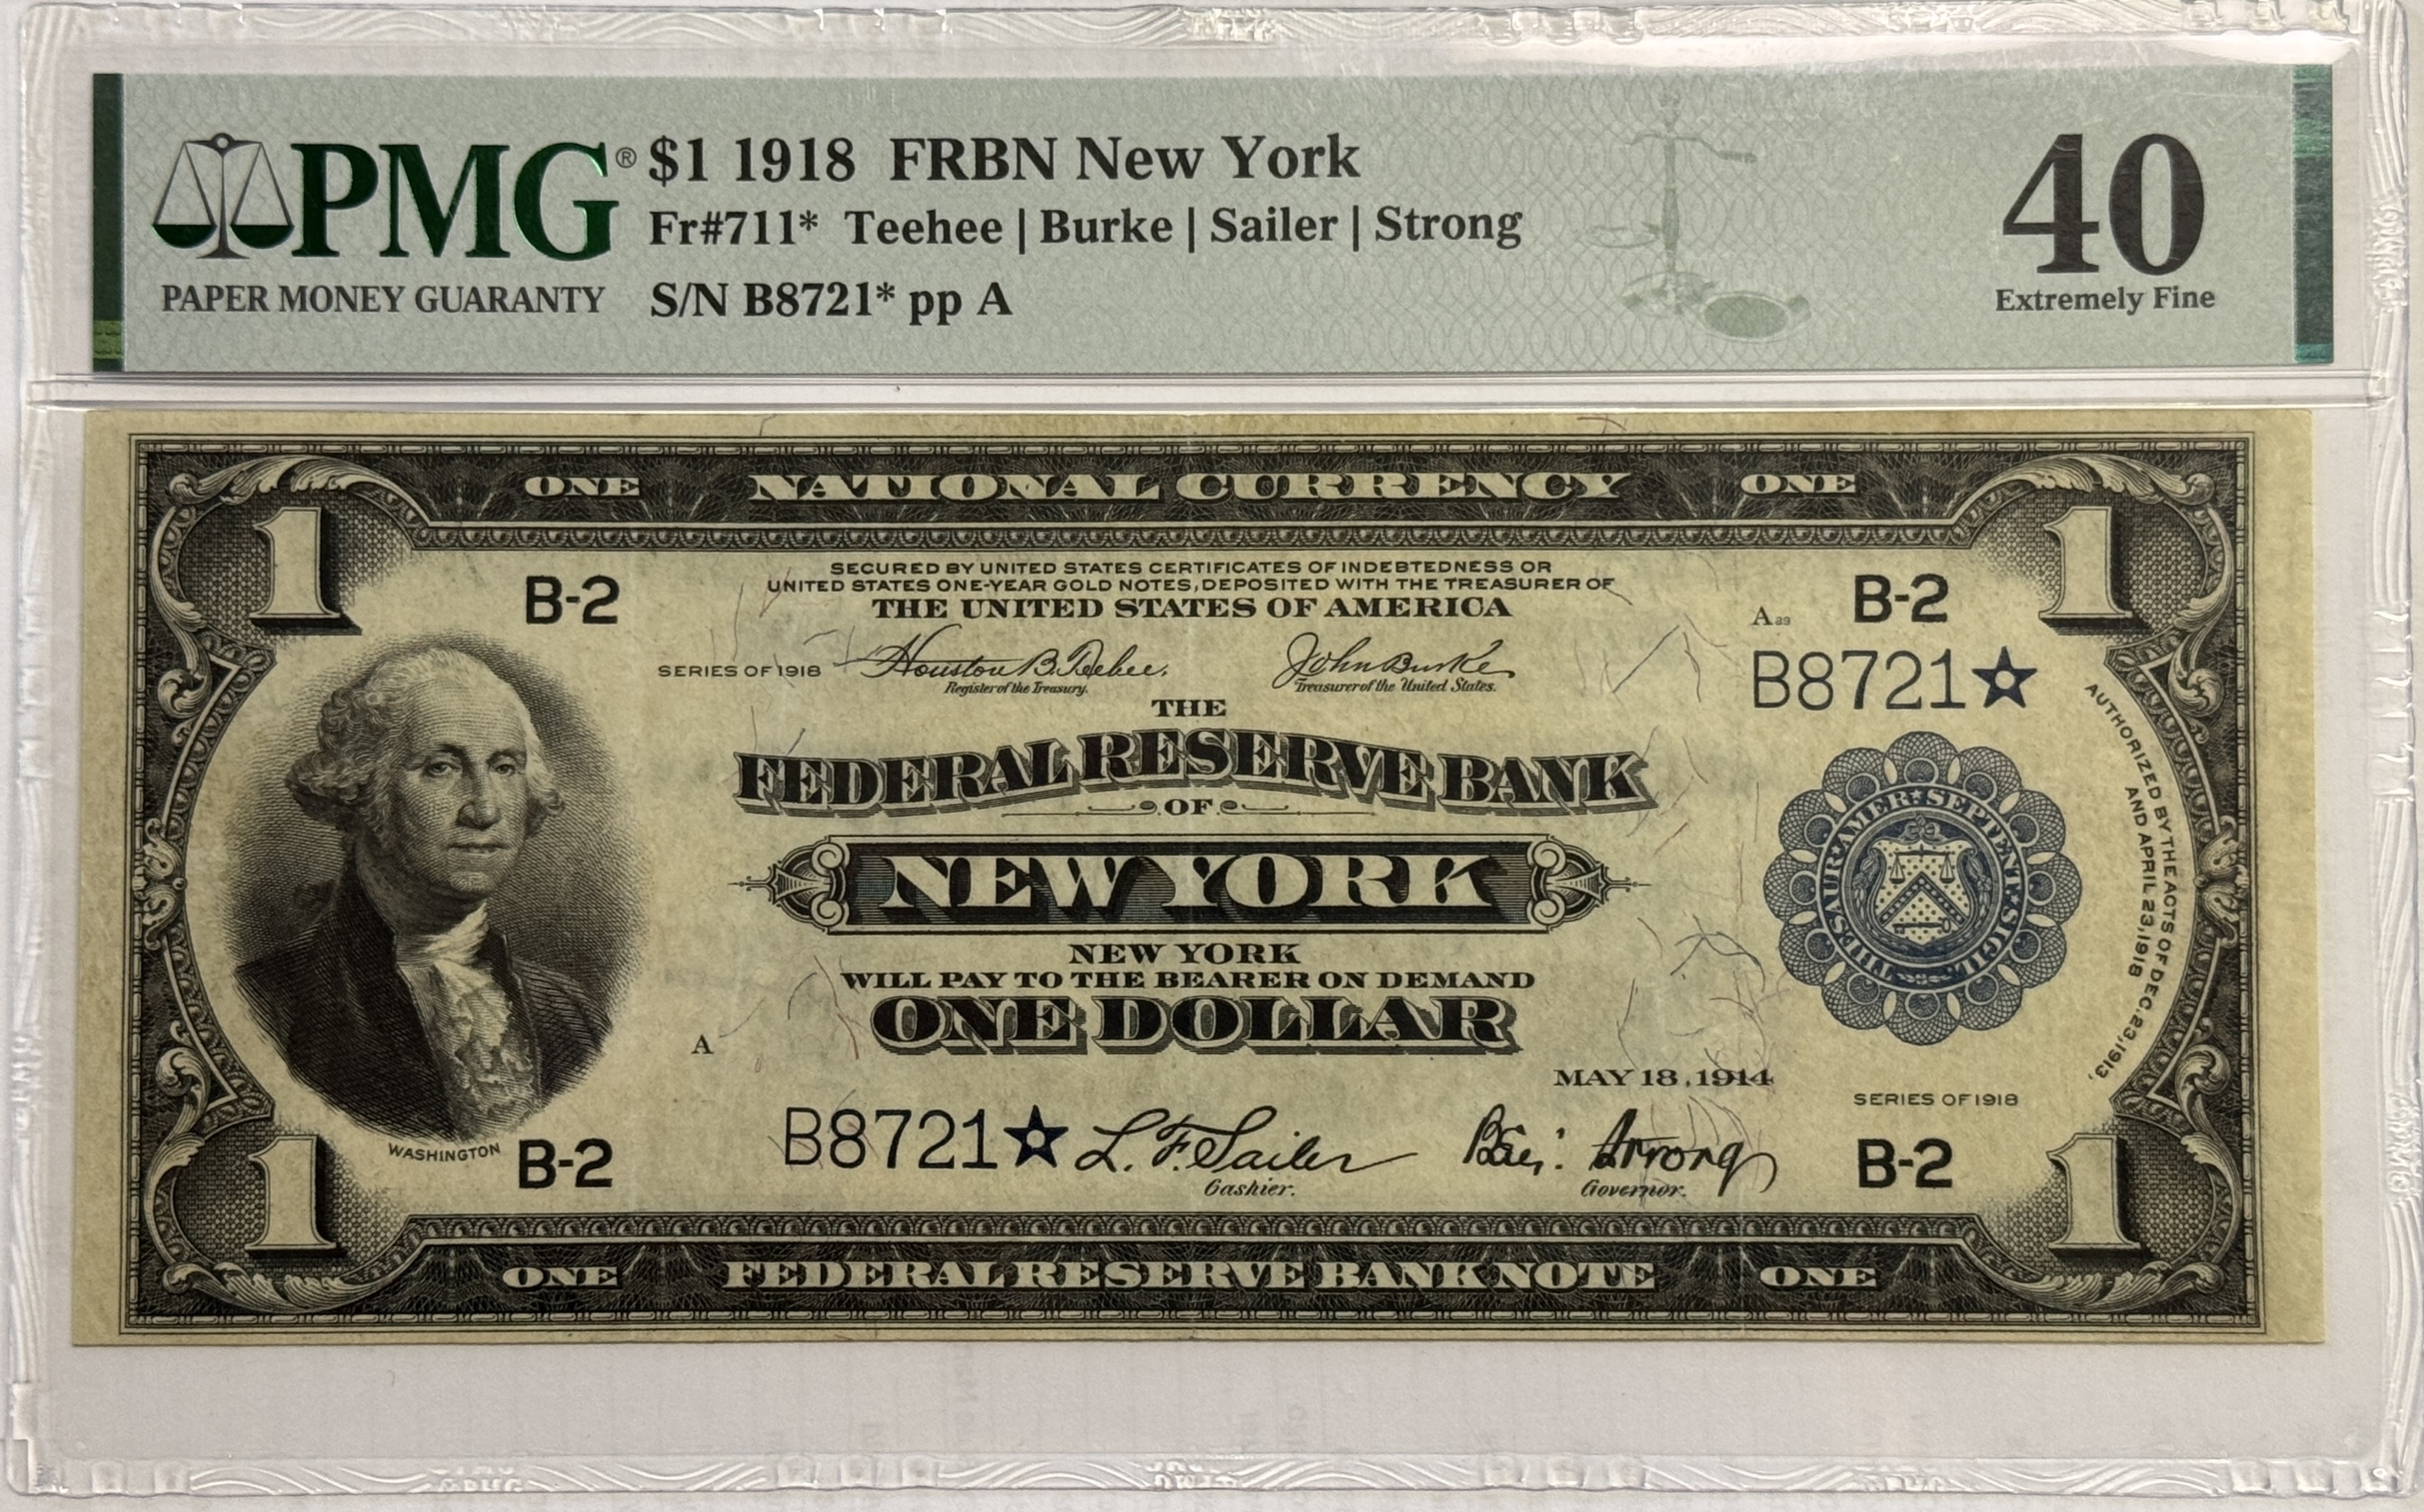 PMG® $1 1918 FRBN New York 40
Fr#711* Teehee | Burke | Sailer | Strong
PAPER MONEY GUARANTY S/N B8721* pp A Extremely Fine
ONE NATIONAL CURRENCY ONE
1 1
SECURED BY UNITED STATES CERTIFICATES OF INDEBTEDNESS OR
UNITED STATES ONE-YEAR GOLD NOTES, DEPOSITED WITH THE TREASURER OF
B-2 THE UNITED STATES OF AMERICA A39 B-2
SERIES OF 1918 Houston B. Teehee. John Burke B8721☆
Register of the Treasury. Treasurer of the United States.
THE
FEDERAL RESERVE BANK
OF
NEW YORK
THESAUR·AMER·SEPTENT·SIGIL·
AUTHORIZED BY THE ACTS OF DEC. 23, 1913,
AND APRIL 23, 1918
NEW YORK
WILL PAY TO THE BEARER ON DEMAND
ONE DOLLAR
A
MAY 18, 1914
SERIES OF 1918
WASHINGTON B-2 B8721☆ L. F. Sailer Benj. Strong B-2
Cashier. Governor.
1 1
ONE FEDERAL RESERVE BANK NOTE ONE